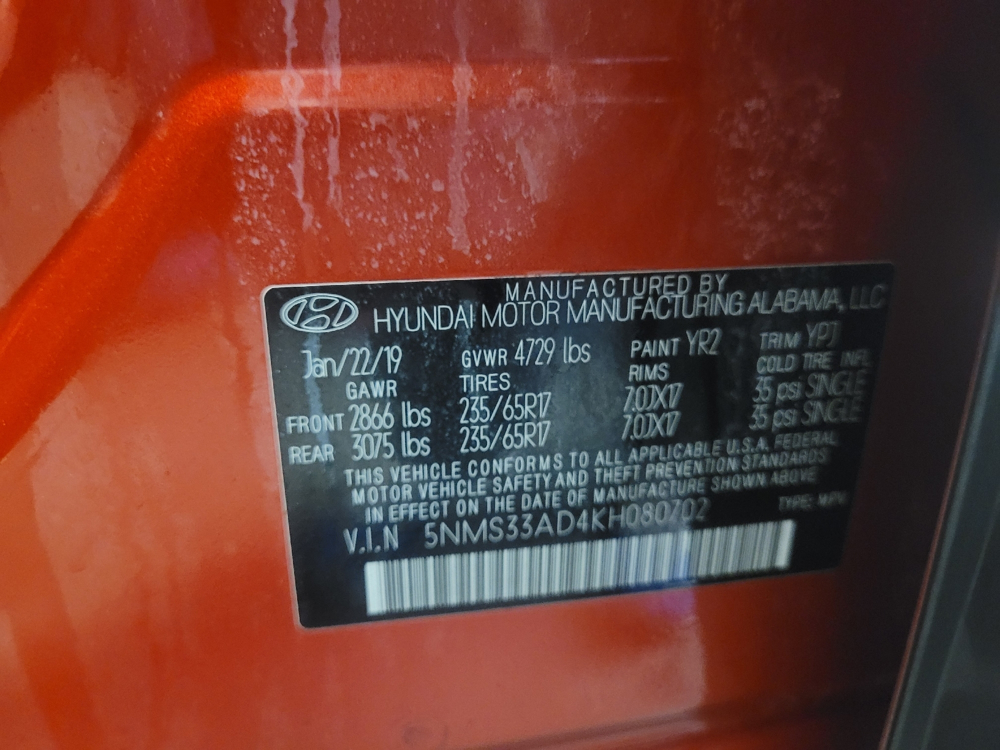 MANUFACTURED BY
HYUNDAI MOTOR MANUFACTURING ALABAMA, LLC
Jan/22/19 GVWR 4729 lbs PAINT YR2 TRIM YPJ
GAWR TIRES RIMS COLD TIRE INFL
FRONT 2866 lbs 235/65R17 7.0JX17 35 psi SINGLE
REAR 3075 lbs 235/65R17 7.0JX17 35 psi SINGLE
THIS VEHICLE CONFORMS TO ALL APPLICABLE U.S.A. FEDERAL
MOTOR VEHICLE SAFETY AND THEFT PREVENTION STANDARDS
IN EFFECT ON THE DATE OF MANUFACTURE SHOWN ABOVE
V.I.N 5NMS33AD4KH080702 TYPE: MPV